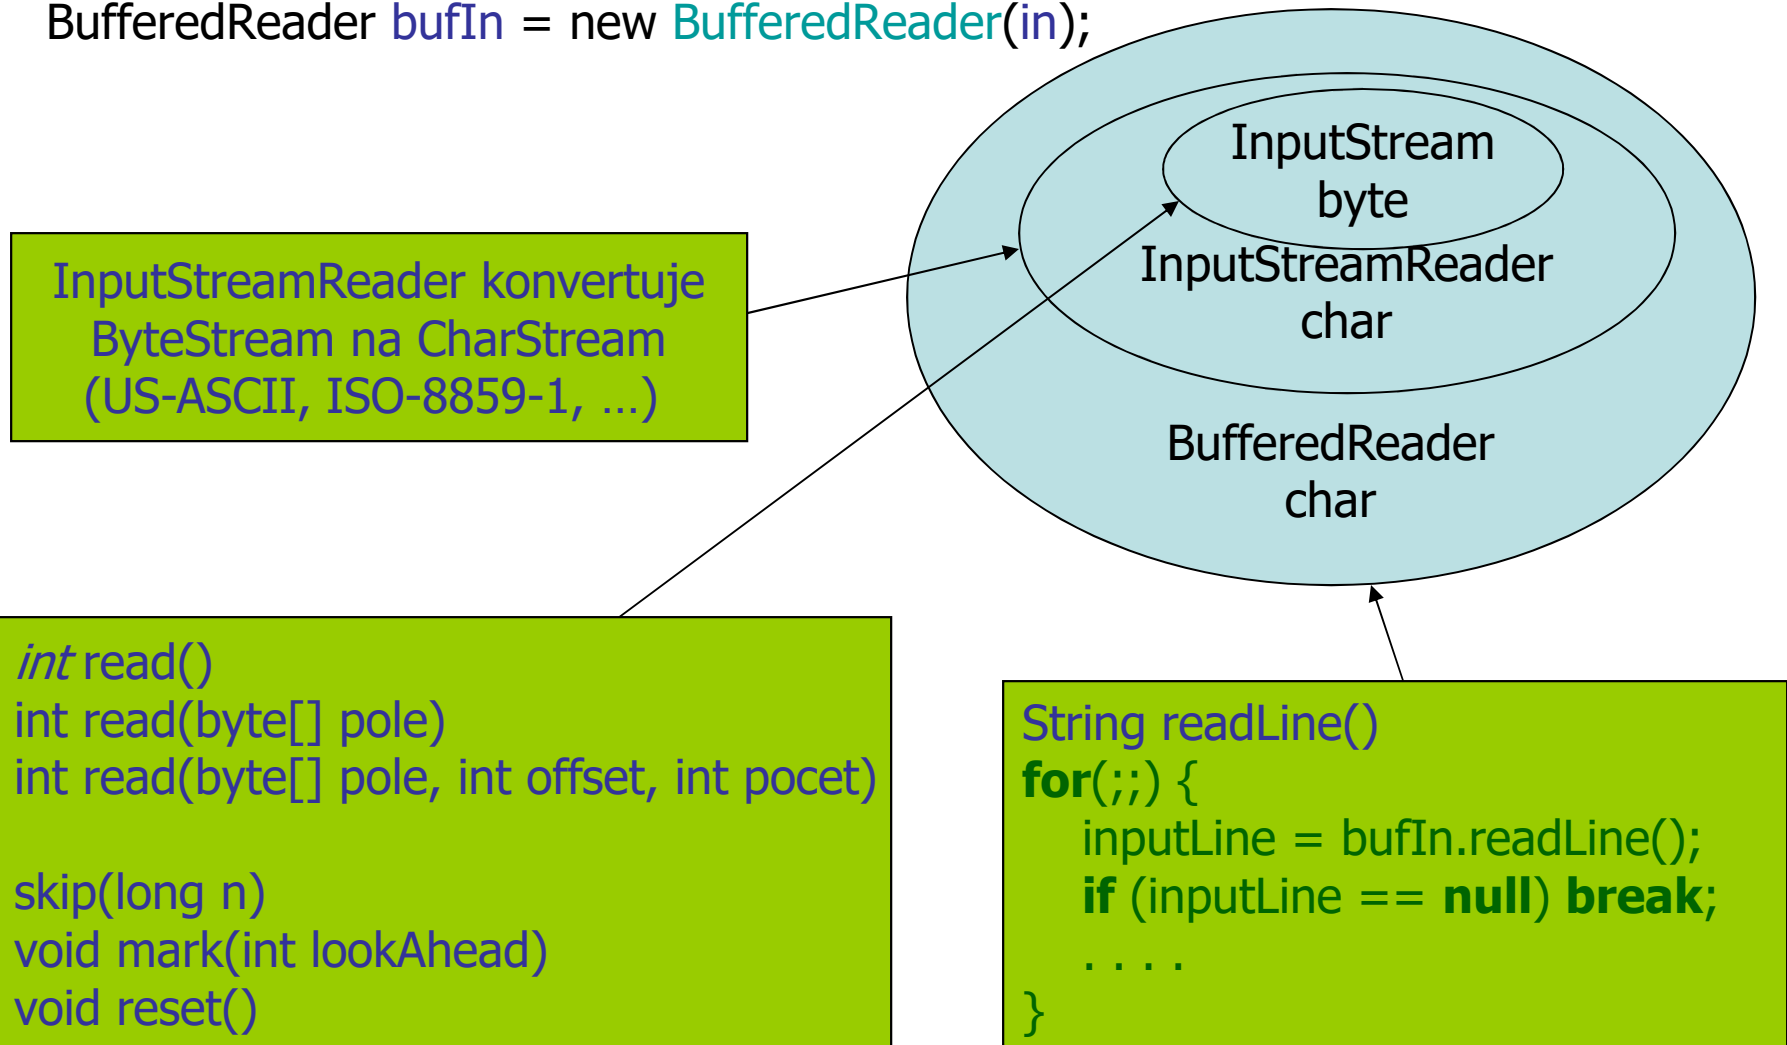 BufferedReader bufIn = new BufferedReader(in);
InputStream
byte
InputStreamReader
char
BufferedReader
char
InputStreamReader konvertuje
ByteStream na CharStream
(US-ASCII, ISO-8859-1, …)
int read()
int read(byte[] pole)
int read(byte[] pole, int offset, int pocet)
skip(long n)
void mark(int lookAhead)
void reset()
String readLine()
for(;;) {
inputLine = bufIn.readLine();
if (inputLine == null) break;
. . . .
}